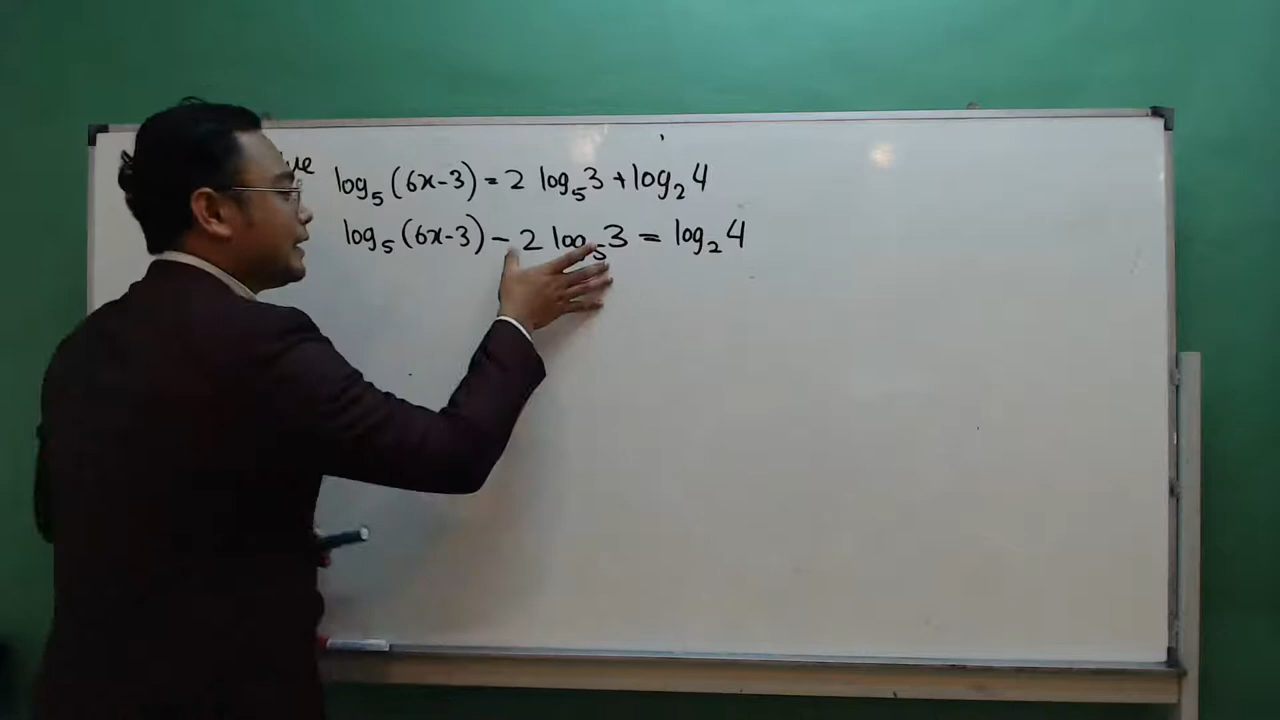 log₅(6x-3) = 2 log₅3 + log₂4
log₅(6x-3) - 2 log₅3 = log₂4